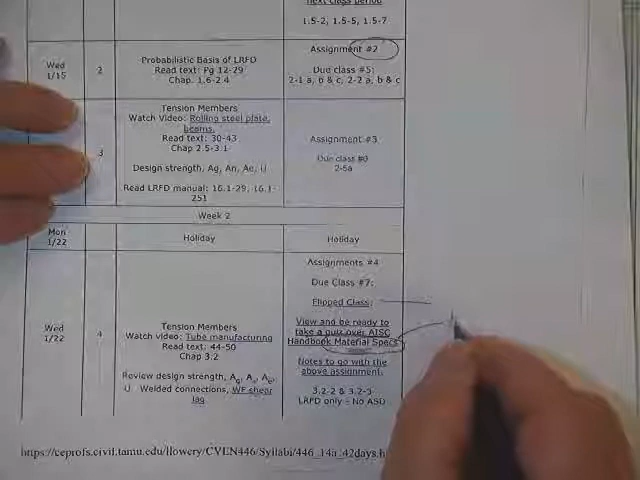 next class period
1.5-2, 1.5-5, 1.5-7
Wed
1/15
2
Probabilistic Basis of LRFD
Read text: Pg 12-29
Chap. 1.6-2.4
Assignment #2
Due class #5:
2-1 a, b & c, 2-2 a, b & c
3
Tension Members
Watch Video: Rolling steel plate,
beams.
Read text: 30-43
Chap 2.5-3.1
Design strength, Ag, An, Ae, U
Read LRFD manual: 16.1-29, 16.1-
251
Assignment #3
Due class
2-5a
Week 2
Mon
1/22
Holiday
Holiday
Wed
1/22
4
Tension Members
Watch video: Tube manufacturing
Read text: 44-50
Chap 3.2
Review design strength, Ag, An, Ae,
U. Welded connections, WF shear
lag
Assignments #4
Due Class #7:
Flipped Class:
View and be ready to
take a quiz over AISC
Handbook Material Specs
Notes to go with the
above assignment.
3.2-2 & 3.2-3
LRFD only - No ASD
https://ceprofs.civil.tamu.edu/llowery/CVEN446/Syllabi/446_14a_42days.h